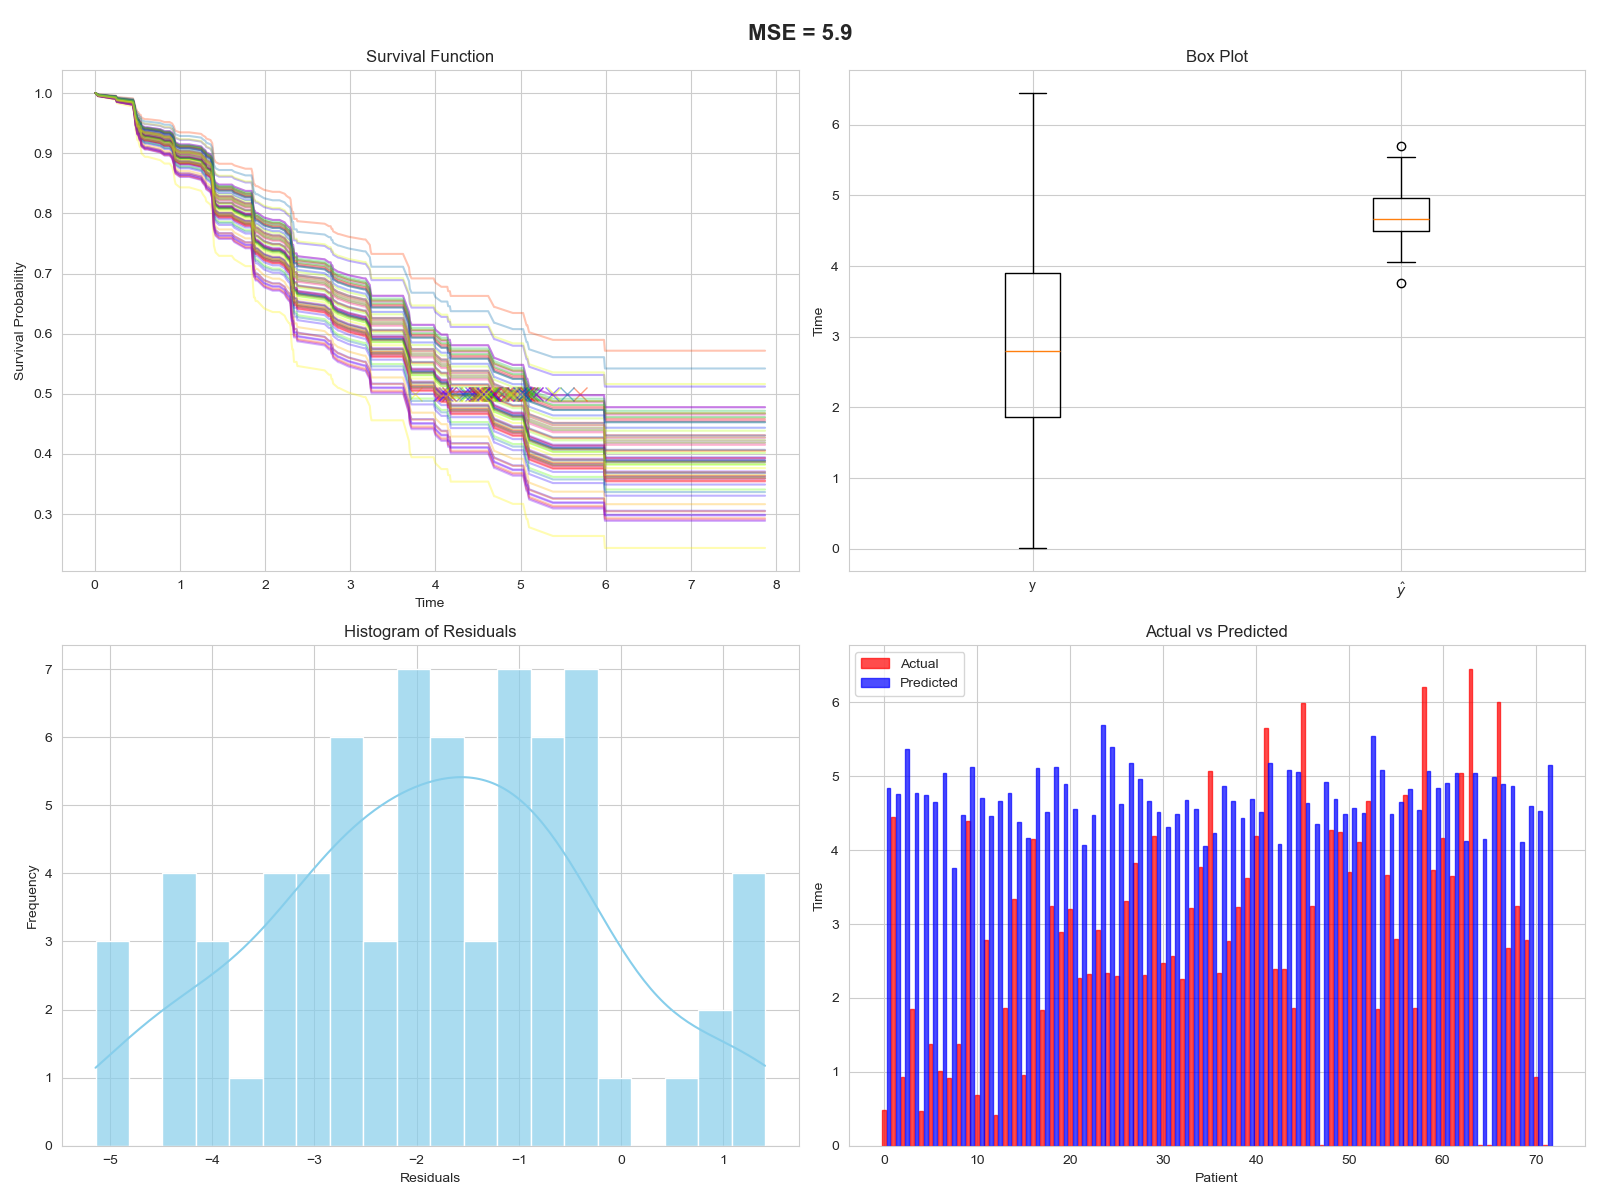 MSE = 5.9
Survival Function
Survival Probability
1.0
0.9
0.8
0.7
0.6
0.5
0.4
0.3
0 1 2 3 4 5 6 7 8
Time
Box Plot
Time
6
5
4
3
2
1
0
y ŷ
Histogram of Residuals
Frequency
7
6
5
4
3
2
1
0
−5 −4 −3 −2 −1 0 1
Residuals
Actual vs Predicted
Actual
Predicted
Time
6
5
4
3
2
1
0
0 10 20 30 40 50 60 70
Patient